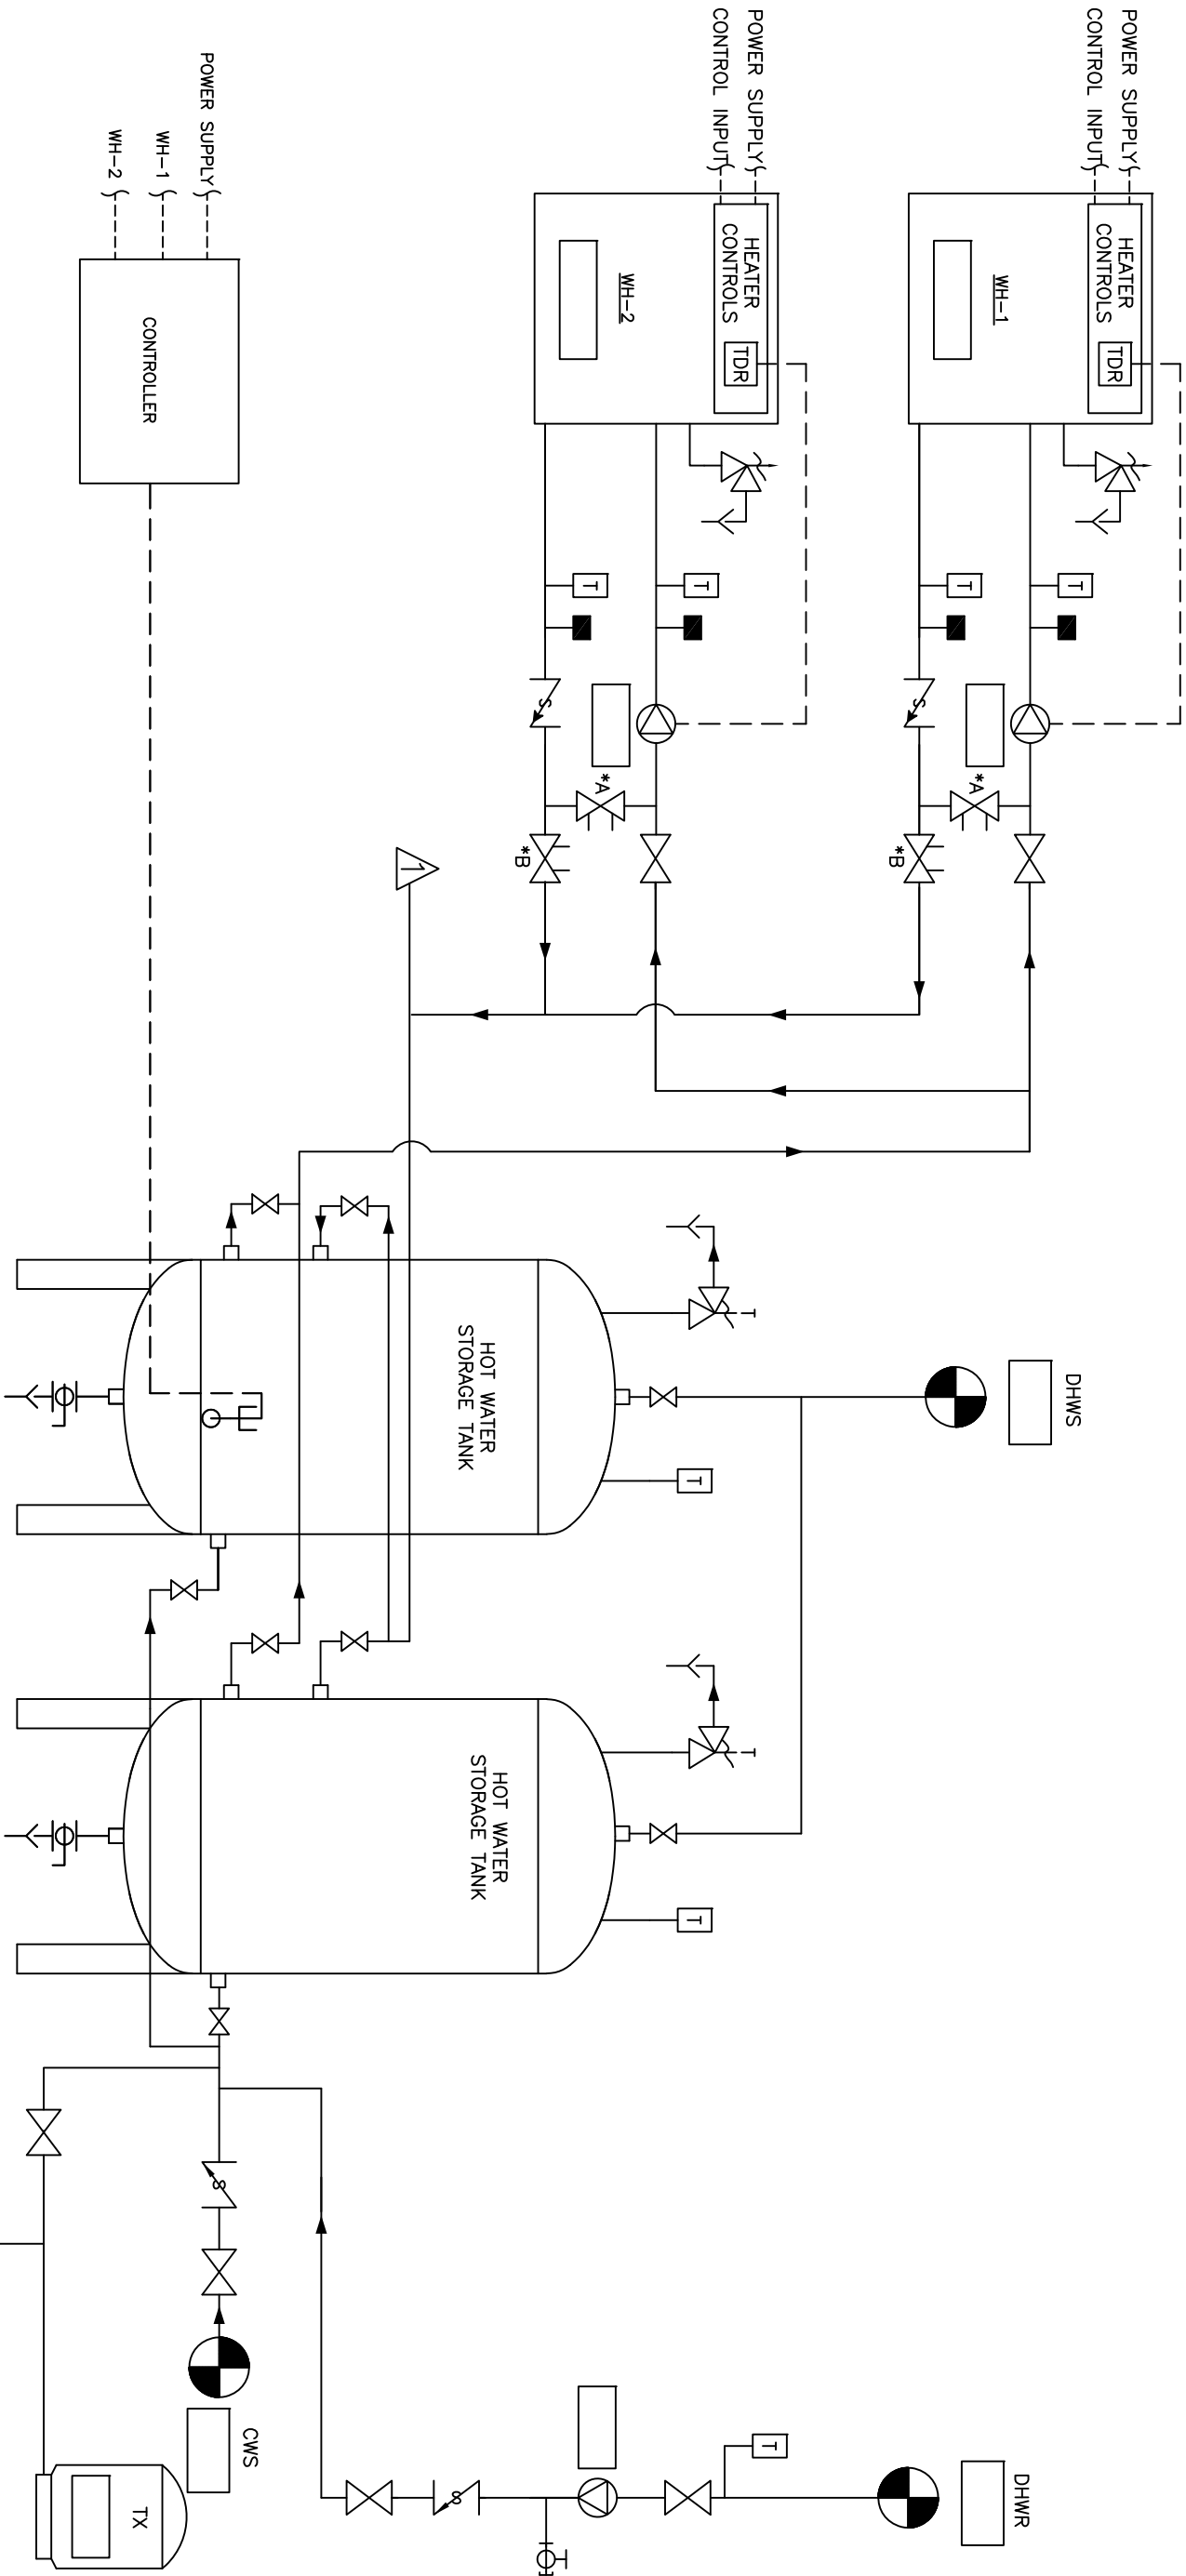 POWER SUPPLY
CONTROL INPUT
HEATER
CONTROLS
TDR
WH-1
T
T
*A
*B
POWER SUPPLY
CONTROL INPUT
HEATER
CONTROLS
TDR
WH-2
T
T
S
S
*A
*B
1
POWER SUPPLY
WH-1
WH-2
CONTROLLER
DHWS
T
T
HOT WATER
STORAGE TANK
T
T
HOT WATER
STORAGE TANK
DHWR
T
S
S
CWS
TX